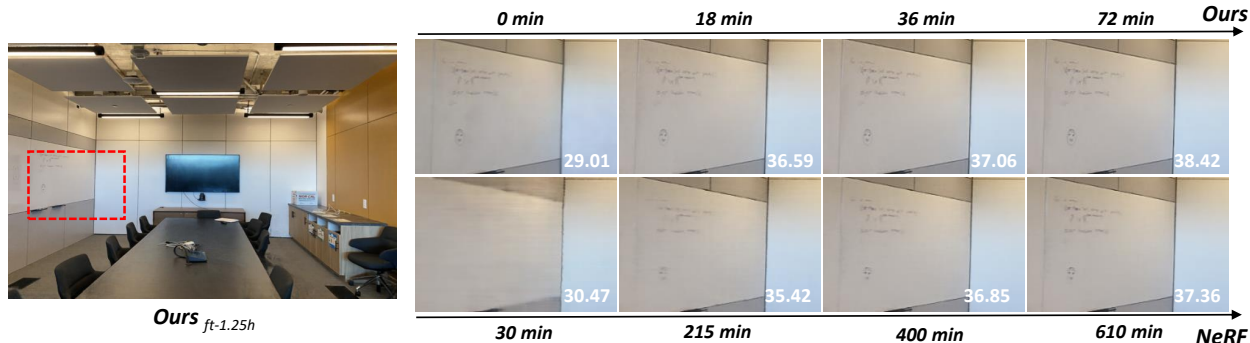 0 min 18 min 36 min 72 min Ours
29.01 36.59 37.06 38.42
30.47 35.42 36.85 37.36
Ours ft-1.25h
30 min 215 min 400 min 610 min NeRF